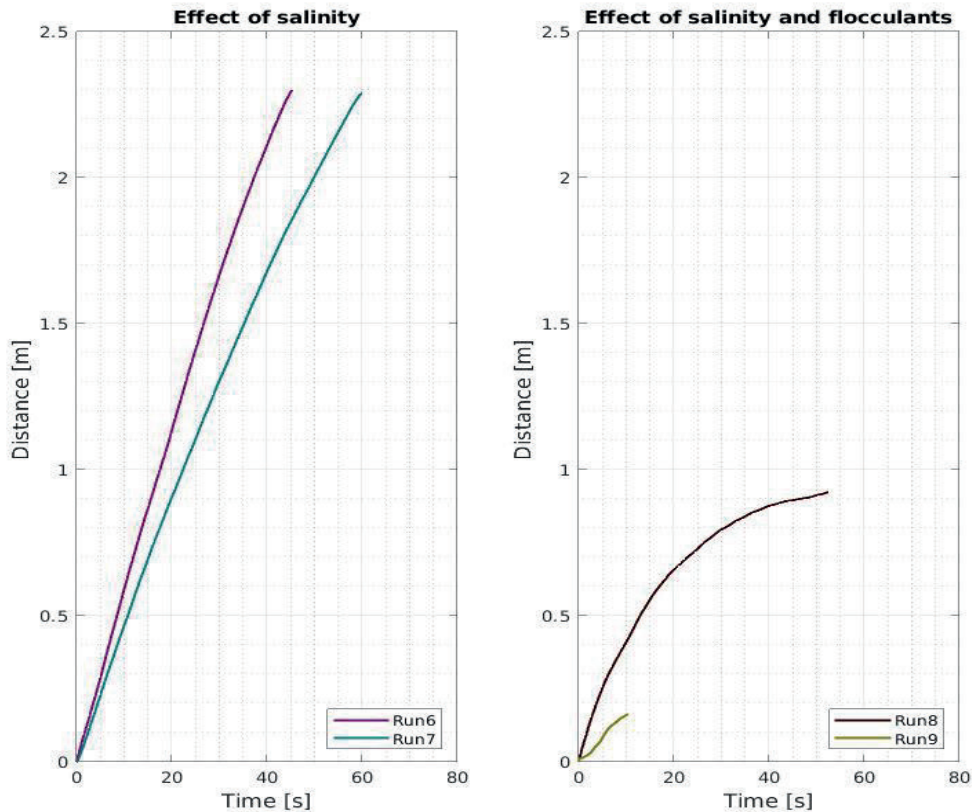 Effect of salinity
2.5
2
1.5
1
0.5
0
Distance [m]
0 20 40 60 80
Time [s]
Run6
Run7
Effect of salinity and flocculants
2.5
2
1.5
1
0.5
0
Distance [m]
0 20 40 60 80
Time [s]
Run8
Run9